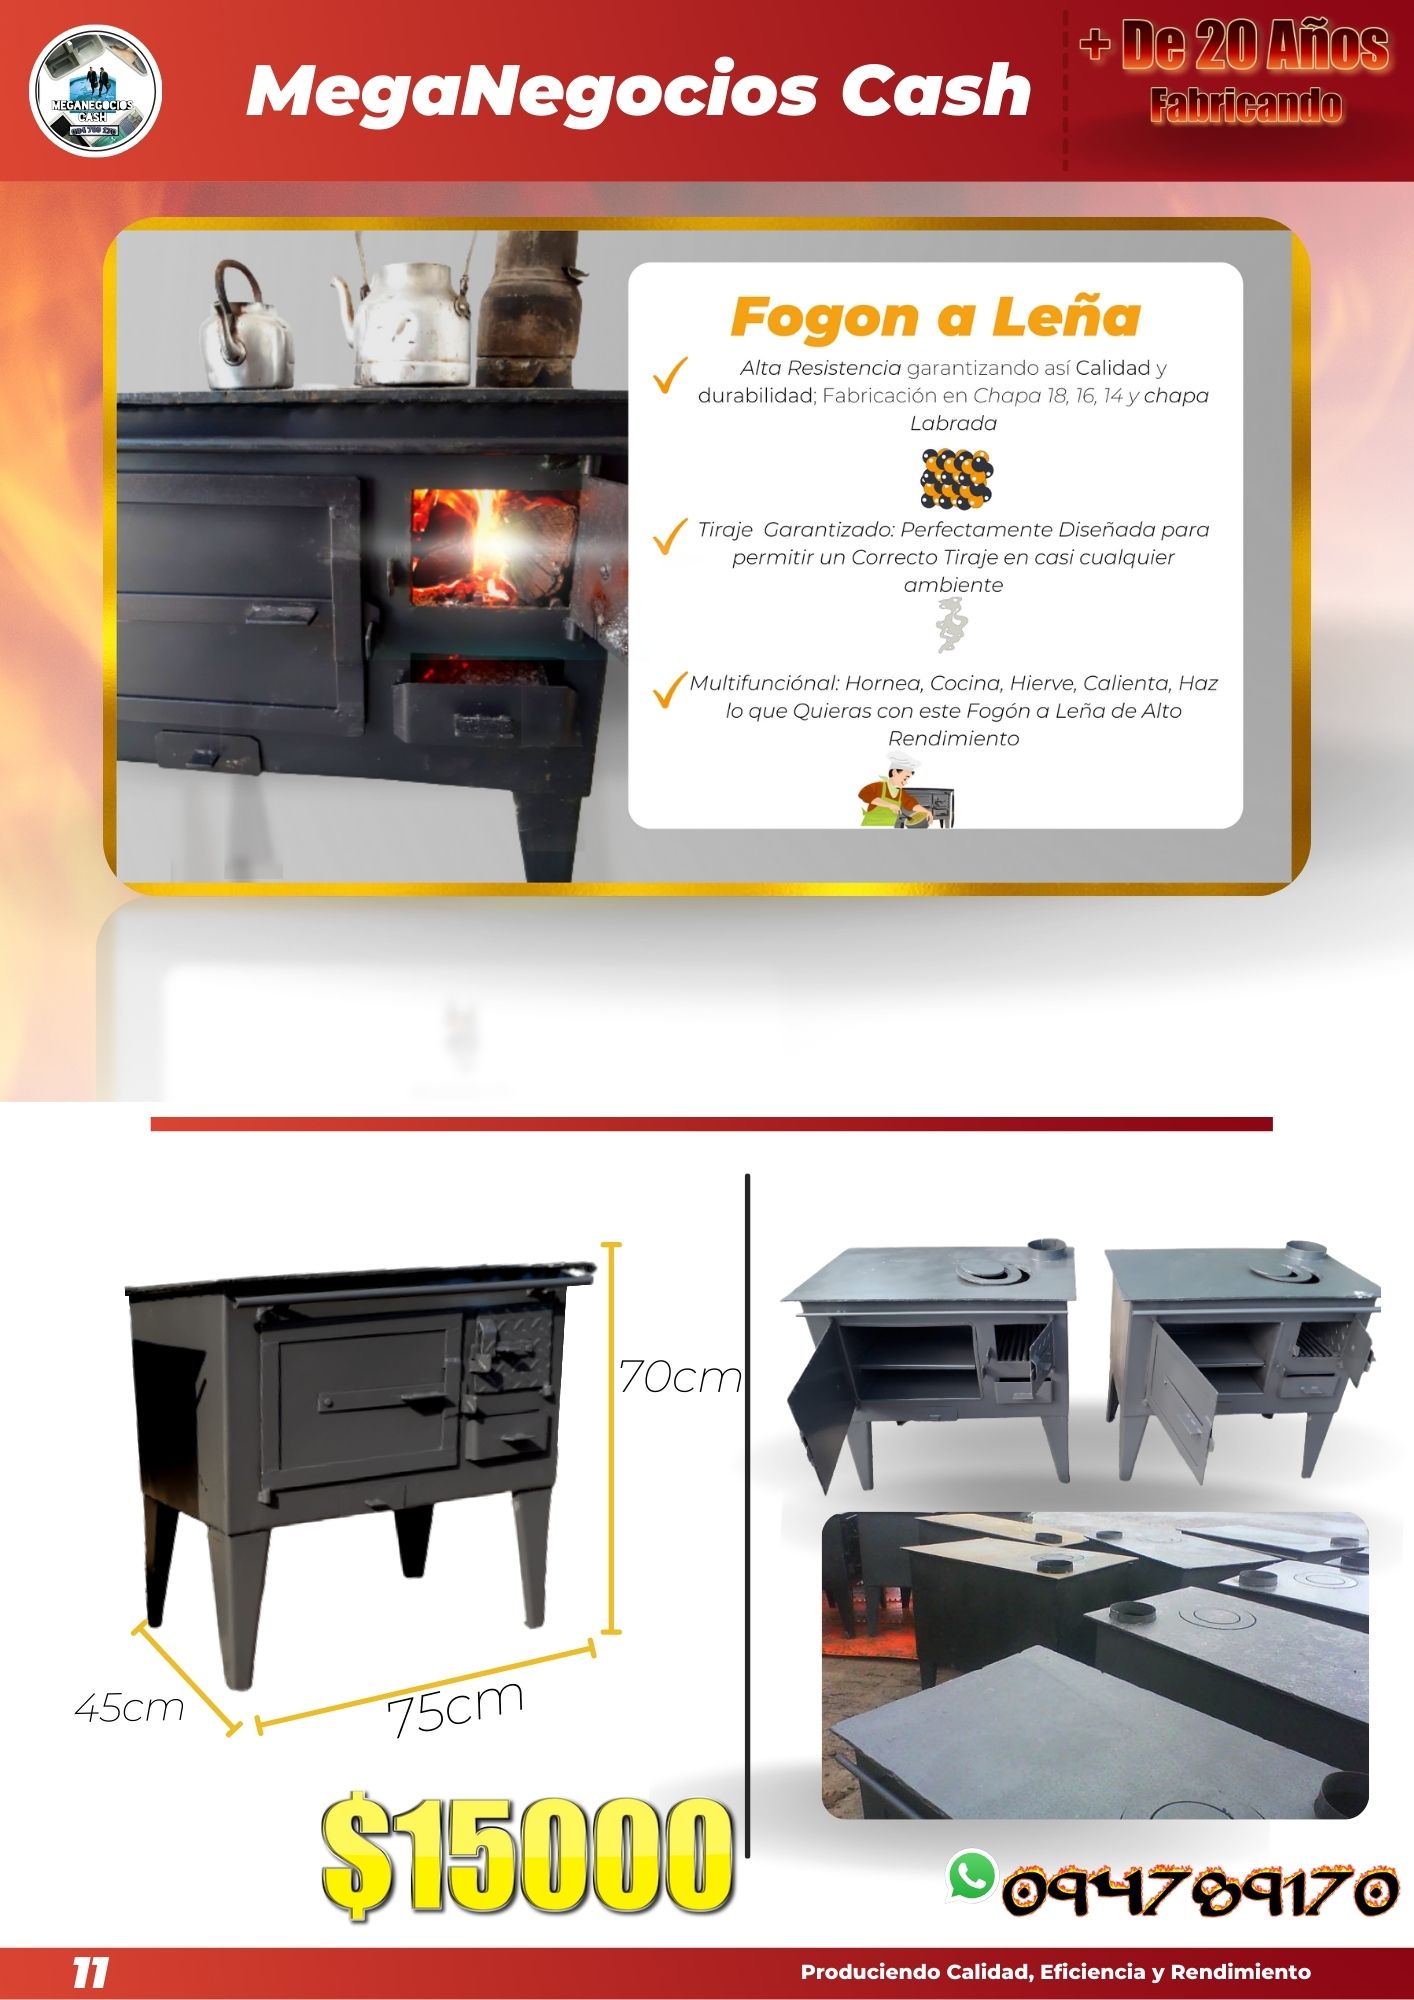 MEGANEGOCIOS
CASH
MegaNegocios Cash
+ De 20 Años
Fabricando
Fogon a Leña
Alta Resistencia garantizando así Calidad y
durabilidad; Fabricación en Chapa 18, 16, 14 y chapa
Labrada
Tiraje Garantizado: Perfectamente Diseñada para
permitir un Correcto Tiraje en casi cualquier
ambiente
Multifunciónal: Hornea, Cocina, Hierve, Calienta, Haz
lo que Quieras con este Fogón a Leña de Alto
Rendimiento
70cm
45cm
75cm
$15000
094789170
11
Produciendo Calidad, Eficiencia y Rendimiento